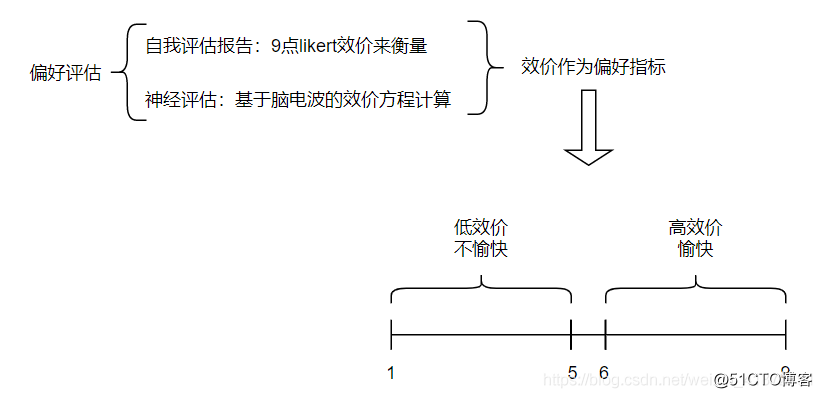 自我评估报告：9点likert效价来衡量
偏好评估
效价作为偏好指标
神经评估：基于脑电波的效价方程计算
低效价
不愉快
高效价
愉快
1
5
6
9
https://blog.csdn.net/wei
@51CTO博客